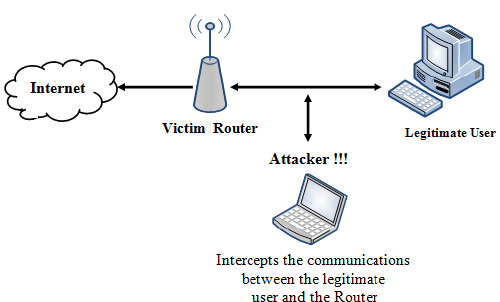 Internet
Victim Router
Legitimate User
Attacker !!!
Intercepts the communications
between the legitimate
user and the Router